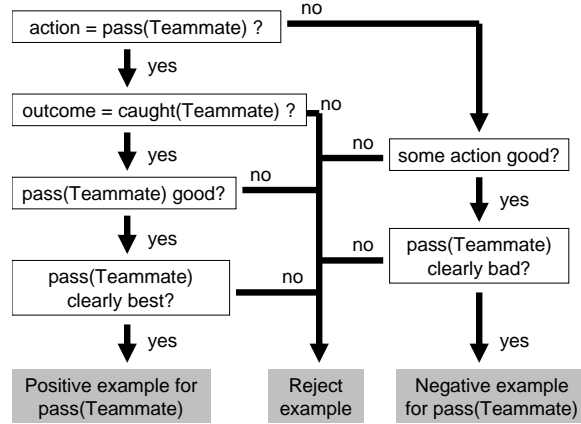 action = pass(Teammate) ?
no
yes
outcome = caught(Teammate) ?
no
yes
no
some action good?
pass(Teammate) good?
no
yes
yes
no
pass(Teammate)
clearly bad?
pass(Teammate)
clearly best?
no
yes
yes
Positive example for
pass(Teammate)
Reject
example
Negative example
for pass(Teammate)